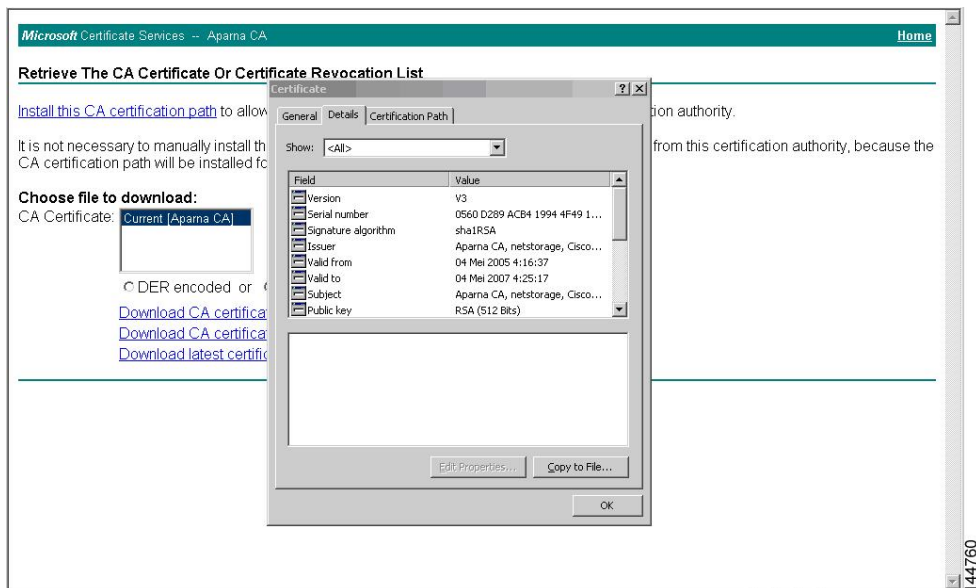 Microsoft Certificate Services -- Aparna CA
Home
Retrieve The CA Certificate Or Certificate Revocation List
Install this CA certification path to allow
tion authority.
It is not necessary to manually install th
from this certification authority, because the
CA certification path will be installed fo
Choose file to download:
CA Certificate:
Current [Aparna CA]
DER encoded or
Download CA certifica
Download CA certifica
Download latest certific
Certificate
General
Details
Certification Path
Show:
<All>
Field Value
Version V3
Serial number 0560 D289 ACB4 1994 4F49 1...
Signature algorithm sha1RSA
Issuer Aparna CA, netstorage, Cisco...
Valid from 04 Mei 2005 4:16:37
Valid to 04 Mei 2007 4:25:17
Subject Aparna CA, netstorage, Cisco...
Public key RSA (512 Bits)
Edit Properties...
Copy to File...
OK
144760